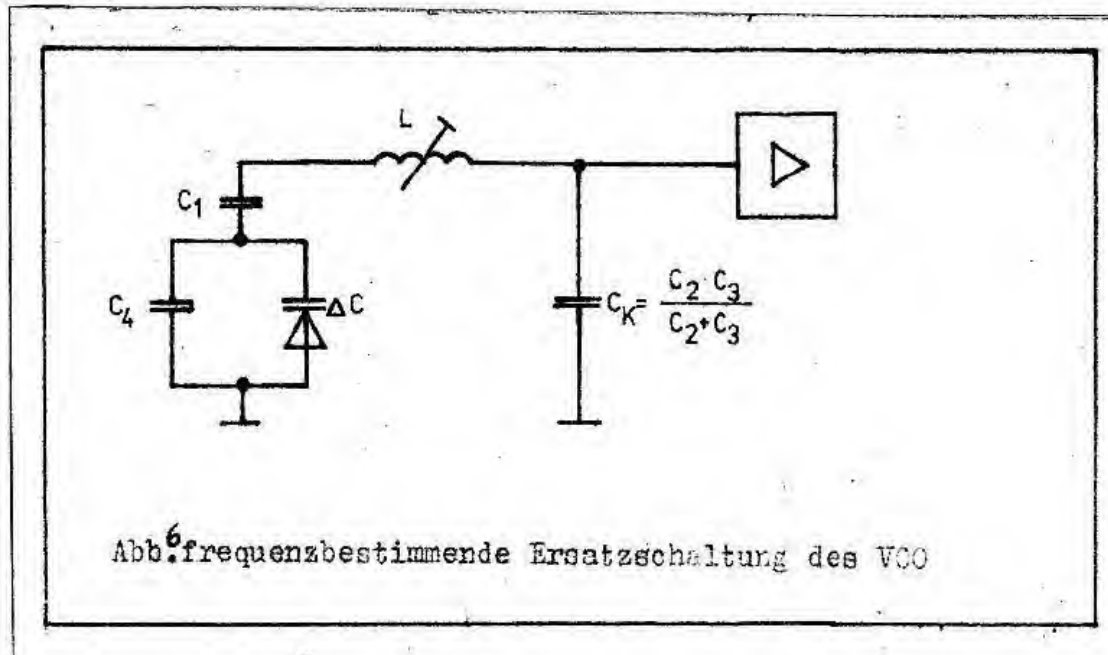 L
C1
C4
ΔC
CK = C2 · C3 / C2+C3
Abb. 6 frequenzbestimmende Ersatzschaltung des VCO